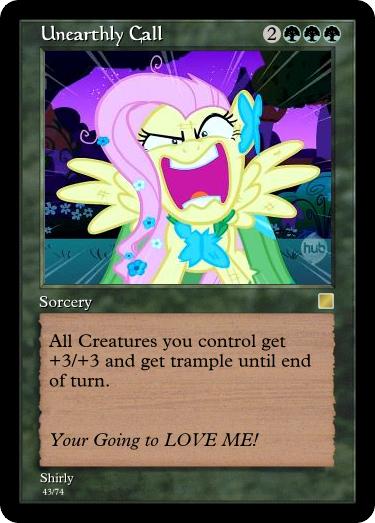 Unearthly Call 2
hub
Sorcery
All Creatures you control get
+3/+3 and get trample until end
of turn.
Your Going to LOVE ME!
Shirly
43/74